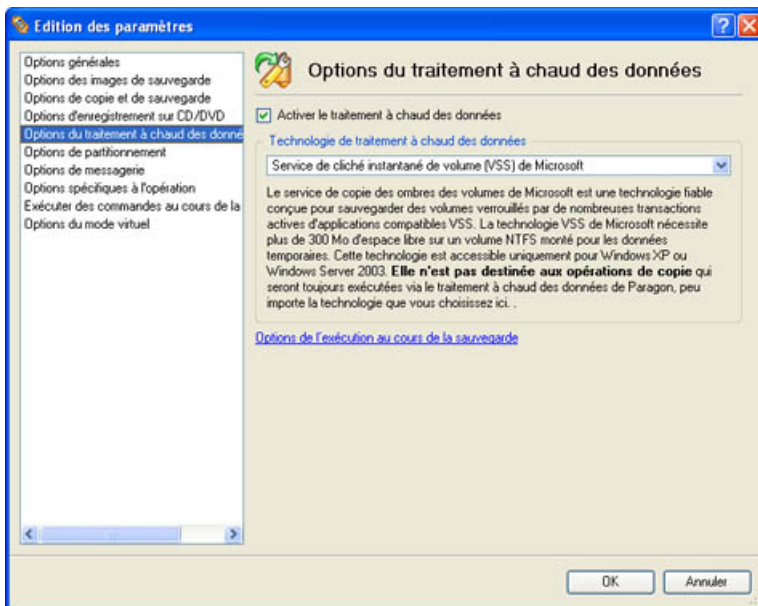 Edition des paramètres
Options générales
Options des images de sauvegarde
Options de copie et de sauvegarde
Options d'enregistrement sur CD/DVD
Options du traitement à chaud des donné
Options de partitionnement
Options de messagerie
Options spécifiques à l'opération
Exécuter des commandes au cours de la
Options du mode virtuel
Options du traitement à chaud des données
Activer le traitement à chaud des données
Technologie de traitement à chaud des données
Service de cliché instantané de volume (VSS) de Microsoft
Le service de copie des ombres des volumes de Microsoft est une technologie fiable
conçue pour sauvegarder des volumes verrouillés par de nombreuses transactions
actives d'applications compatibles VSS. La technologie VSS de Microsoft nécessite
plus de 300 Mo d'espace libre sur un volume NTFS monté pour les données
temporaires. Cette technologie est accessible uniquement pour Windows XP ou
Windows Server 2003. Elle n'est pas destinée aux opérations de copie qui
seront toujours exécutées via le traitement à chaud des données de Paragon, peu
importe la technologie que vous choisissez ici. .
Options de l'exécution au cours de la sauvegarde
OK
Annuler